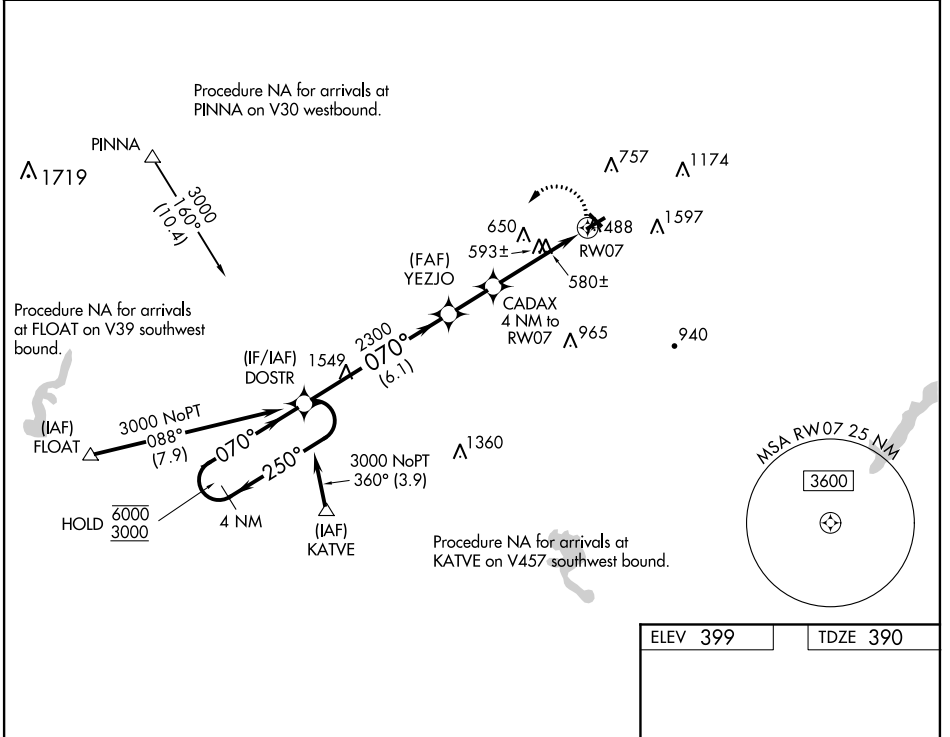 Procedure NA for arrivals at
PINNA on V30 westbound.
PINNA
1719
3000
160°
(10.4)
757
1174
650
593±
488
1597
RW07
580±
(FAF)
YEZJO
CADAX
4 NM to
RW07
965
940
Procedure NA for arrivals
at FLOAT on V39 southwest
bound.
(IF/IAF)
DOSTR
1549
2300
070°
(6.1)
(IAF)
FLOAT
3000 NoPT
088°
(7.9)
070°
250°
1360
3000 NoPT
360° (3.9)
HOLD
6000
3000
4 NM
(IAF)
KATVE
Procedure NA for arrivals at
KATVE on V457 southwest bound.
MSA RW07 25 NM
3600
ELEV 399
TDZE 390